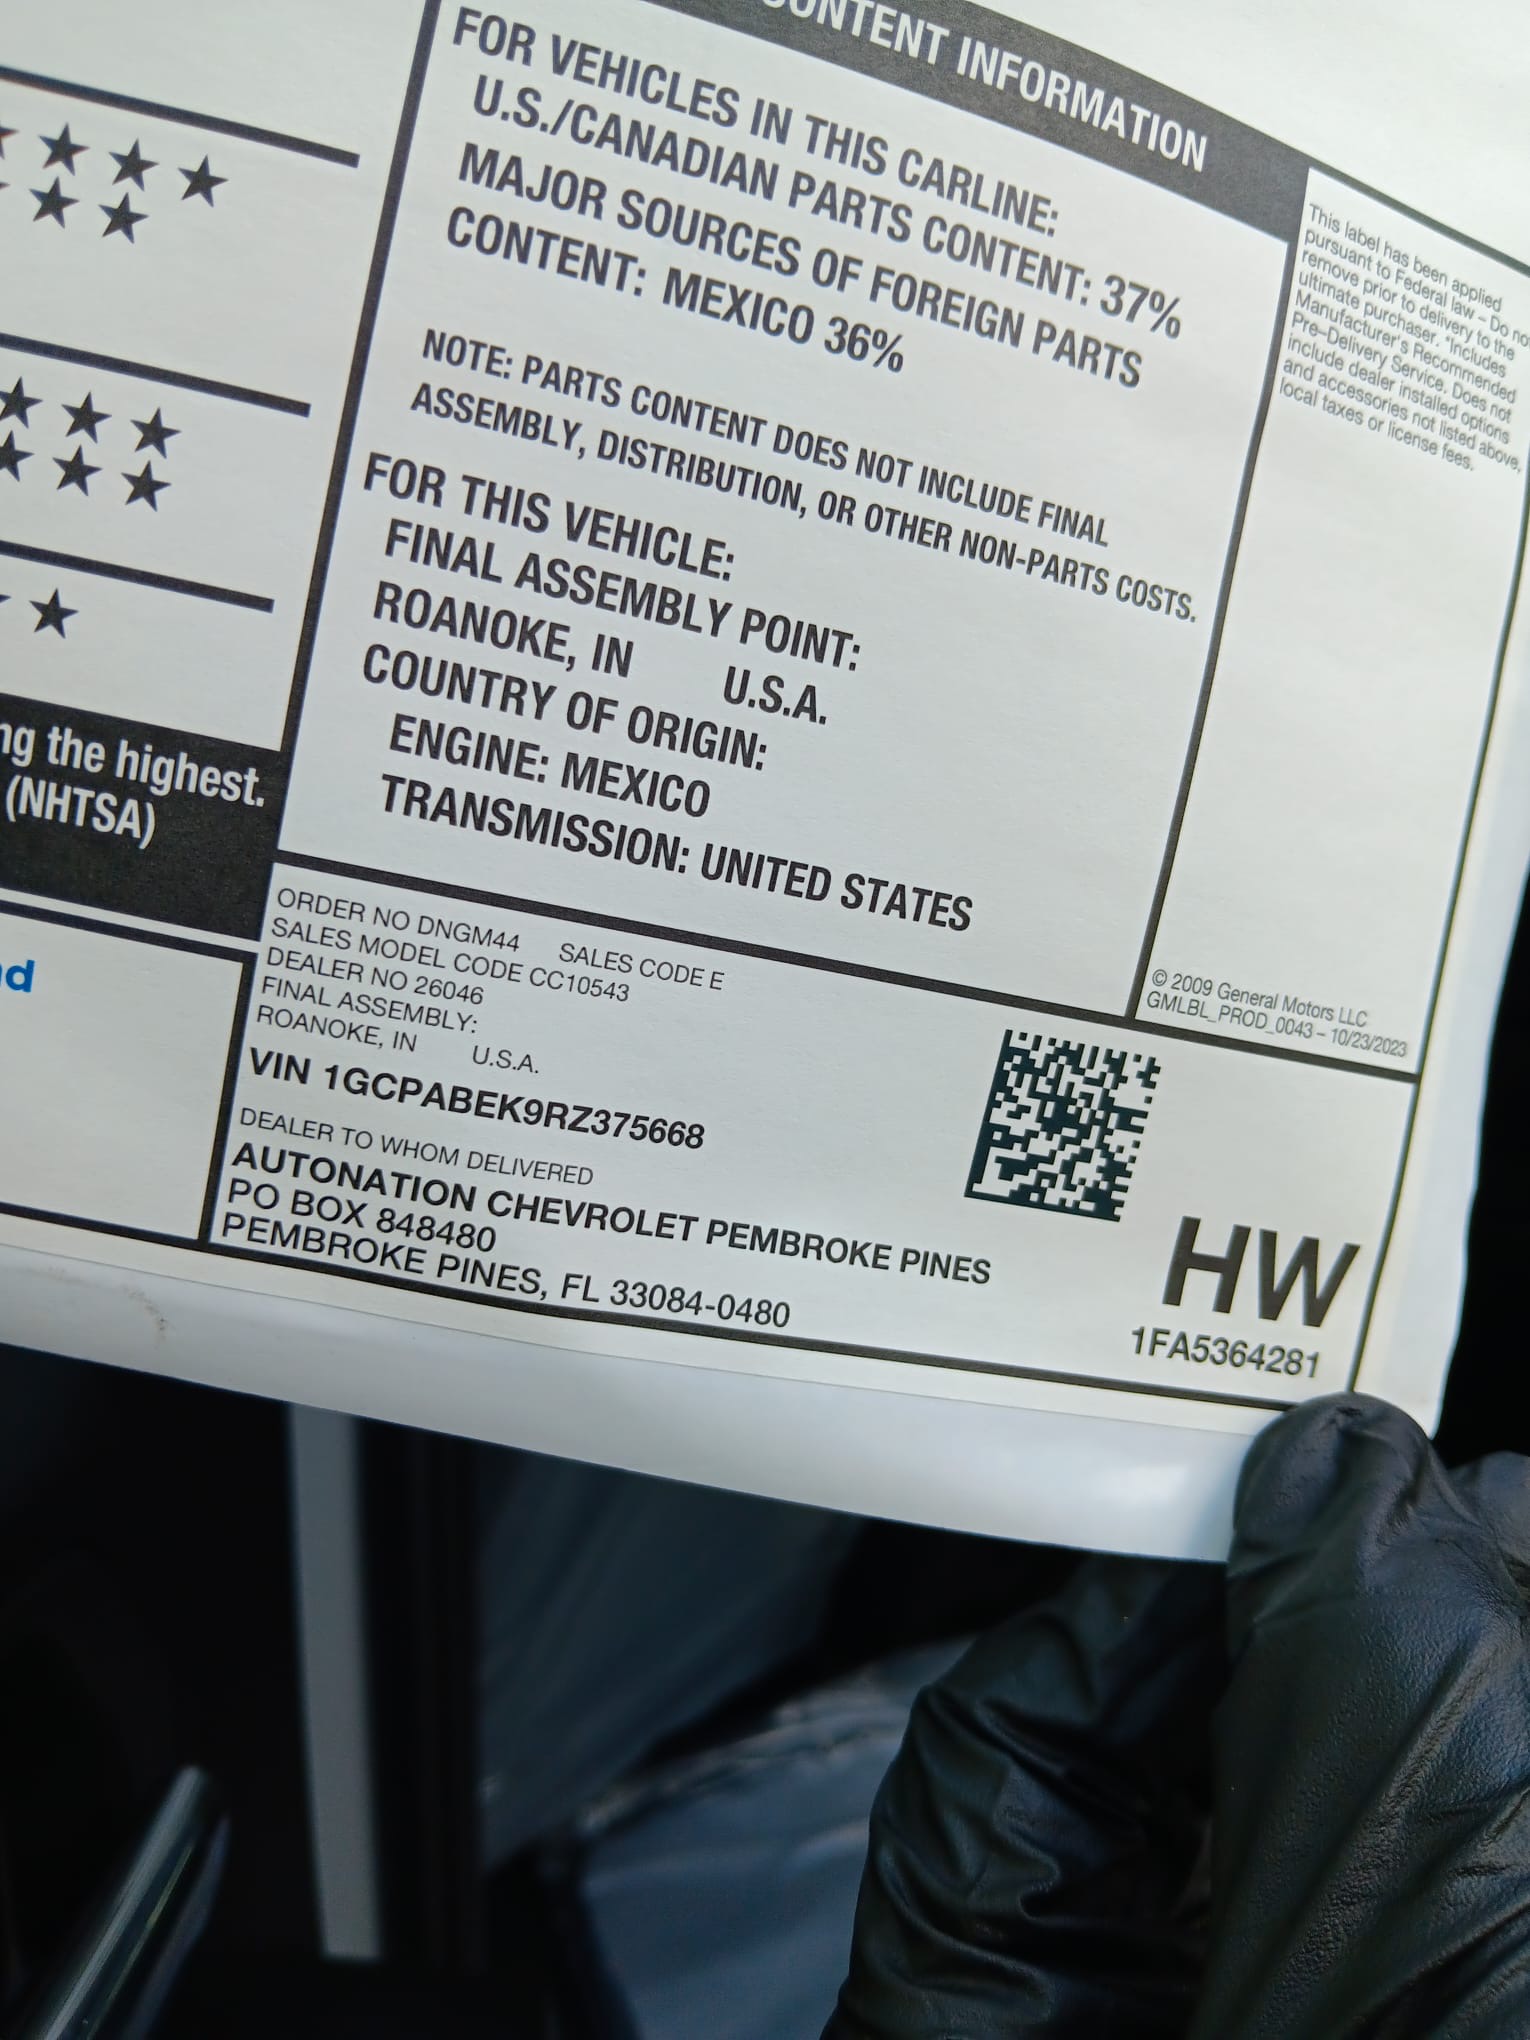 CONTENT INFORMATION
FOR VEHICLES IN THIS CARLINE:
U.S./CANADIAN PARTS CONTENT: 37%
MAJOR SOURCES OF FOREIGN PARTS
CONTENT: MEXICO 36%
NOTE: PARTS CONTENT DOES NOT INCLUDE FINAL
ASSEMBLY, DISTRIBUTION, OR OTHER NON-PARTS COSTS.
FOR THIS VEHICLE:
FINAL ASSEMBLY POINT:
ROANOKE, IN U.S.A.
COUNTRY OF ORIGIN:
ENGINE: MEXICO
TRANSMISSION: UNITED STATES
This label has been applied
pursuant to Federal law – Do not
remove prior to delivery to the
ultimate purchaser. *Includes
Manufacturer's Recommended
Pre-Delivery Service. Does not
include dealer installed options
and accessories not listed above,
local taxes or license fees.
© 2009 General Motors LLC
GMLBL_PROD_0043 – 10/23/2023
the highest.
(NHTSA)
ORDER NO DNGM44 SALES CODE E
SALES MODEL CODE CC10543
DEALER NO 26046
FINAL ASSEMBLY:
ROANOKE, IN U.S.A.
VIN 1GCPABEK9RZ375668
DEALER TO WHOM DELIVERED
AUTONATION CHEVROLET PEMBROKE PINES
PO BOX 848480
PEMBROKE PINES, FL 33084-0480
HW
1FA5364281